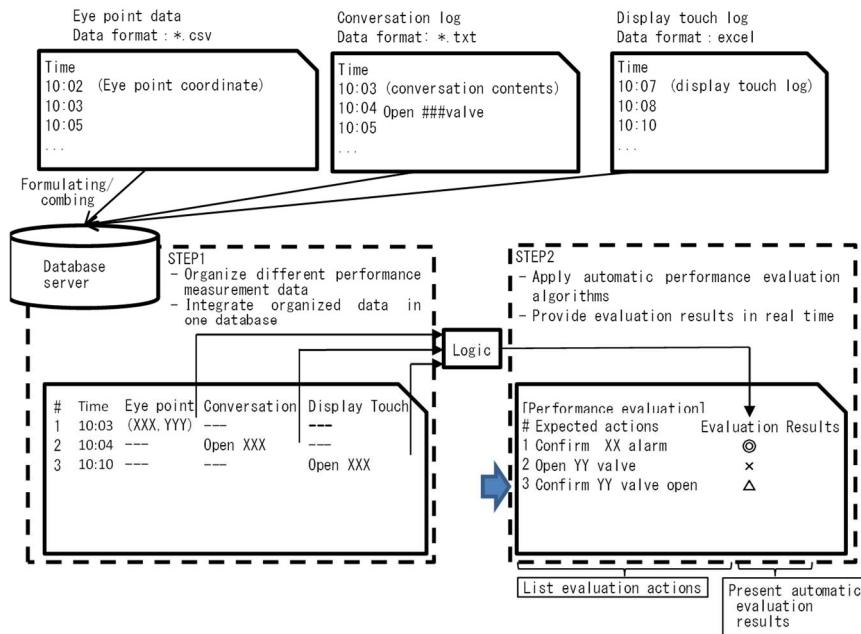 Eye point data
Data format : *.csv
Time
10:02 (Eye point coordinate)
10:03
10:05
...
Conversation log
Data format: *.txt
Time
10:03 (conversation contents)
10:04 Open ###valve
10:05
...
Display touch log
Data format : excel
Time
10:07 (display touch log)
10:08
10:10
...
Formulating/
combing
Database
server
STEP1
- Organize different performance
measurement data
- Integrate organized data in
one database
Logic
STEP2
- Apply automatic performance evaluation
algorithms
- Provide evaluation results in real time
# Time Eye point Conversation Display Touch
1 10:03 (XXX, YYY) --- ---
2 10:04 --- Open XXX ---
3 10:10 --- --- Open XXX
[Performance evaluation]
# Expected actions Evaluation Results
1 Confirm XX alarm ◎
2 Open YY valve ×
3 Confirm YY valve open △
List evaluation actions
Present automatic
evaluation
results